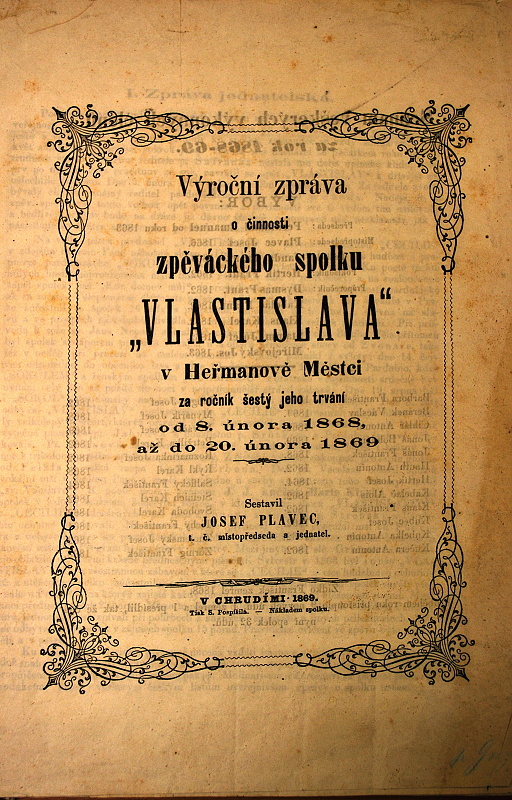 Výroční zpráva
o činnosti
zpěváckého spolku
„VLASTISLAVA“
v Heřmanově Městci
za ročník šestý jeho trvání
od 8. února 1868,
až do 20. února 1869
Sestavil
JOSEF PLAVEC,
t. č. místopředseda a jednatel.
V CHRUDÍMI · 1869.
Tisk S. Pospíšila. — Nákladem spolku.